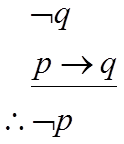 ¬q
p → q
∴ ¬p